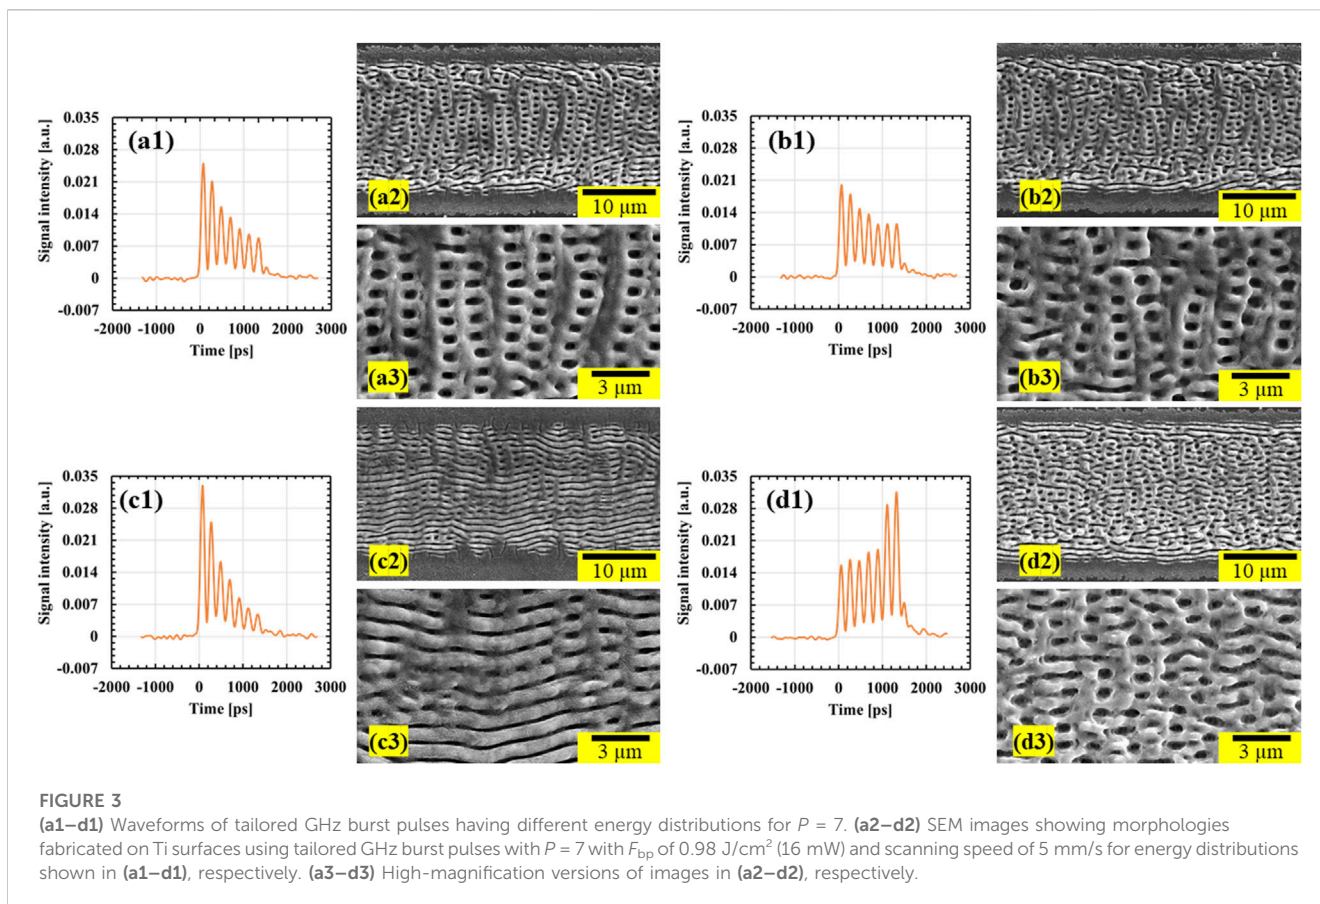 0.035
0.028
0.021
0.014
0.007
0
-0.007
Signal intensity [a.u.]
(a1)
-2000 -1000 0 1000 2000 3000
Time [ps]
(a2)
10 μm
(a3)
3 μm
0.035
0.028
0.021
0.014
0.007
0
-0.007
Signal intensity [a.u.]
(b1)
-2000 -1000 0 1000 2000 3000
Time [ps]
(b2)
10 μm
(b3)
3 μm
0.035
0.028
0.021
0.014
0.007
0
-0.007
Signal intensity [a.u.]
(c1)
-2000 -1000 0 1000 2000 3000
Time [ps]
(c2)
10 μm
(c3)
3 μm
0.035
0.028
0.021
0.014
0.007
0
-0.007
Signal intensity [a.u.]
(d1)
-2000 -1000 0 1000 2000 3000
Time [ps]
(d2)
10 μm
(d3)
3 μm
FIGURE 3
(a1–d1) Waveforms of tailored GHz burst pulses having different energy distributions for P = 7. (a2–d2) SEM images showing morphologies
fabricated on Ti surfaces using tailored GHz burst pulses with P = 7 with Fbp of 0.98 J/cm² (16 mW) and scanning speed of 5 mm/s for energy distributions
shown in (a1–d1), respectively. (a3–d3) High-magnification versions of images in (a2–d2), respectively.